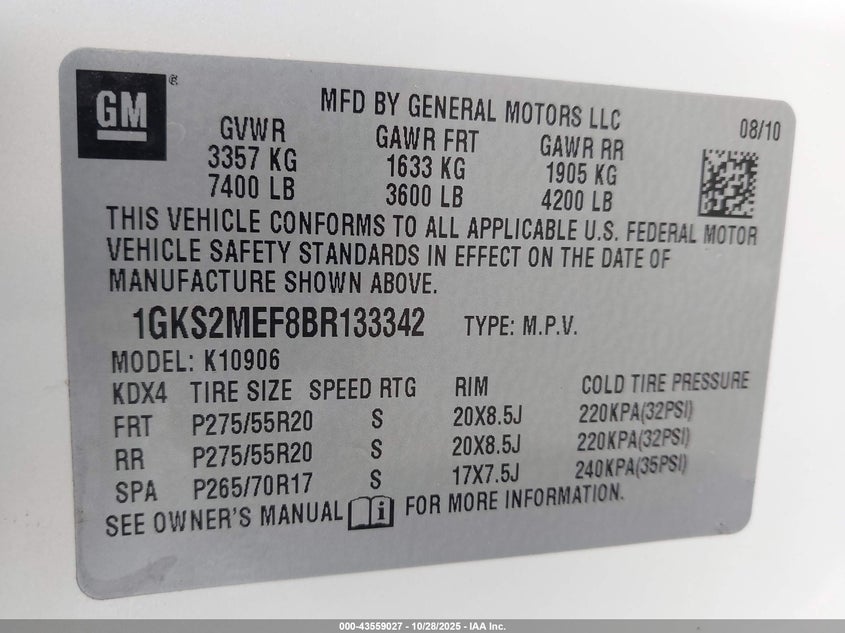 GM ®
MFD BY GENERAL MOTORS LLC
08/10
GVWR GAWR FRT GAWR RR
3357 KG 1633 KG 1905 KG
7400 LB 3600 LB 4200 LB
THIS VEHICLE CONFORMS TO ALL APPLICABLE U.S. FEDERAL MOTOR
VEHICLE SAFETY STANDARDS IN EFFECT ON THE DATE OF
MANUFACTURE SHOWN ABOVE.
1GKS2MEF8BR133342 TYPE: M.P.V.
MODEL: K10906
KDX4 TIRE SIZE SPEED RTG RIM COLD TIRE PRESSURE
FRT P275/55R20 S 20X8.5J 220KPA(32PSI)
RR P275/55R20 S 20X8.5J 220KPA(32PSI)
SPA P265/70R17 S 17X7.5J 240KPA(35PSI)
SEE OWNER'S MANUAL i FOR MORE INFORMATION.
000-43559027 - 10/28/2025 - IAA Inc.